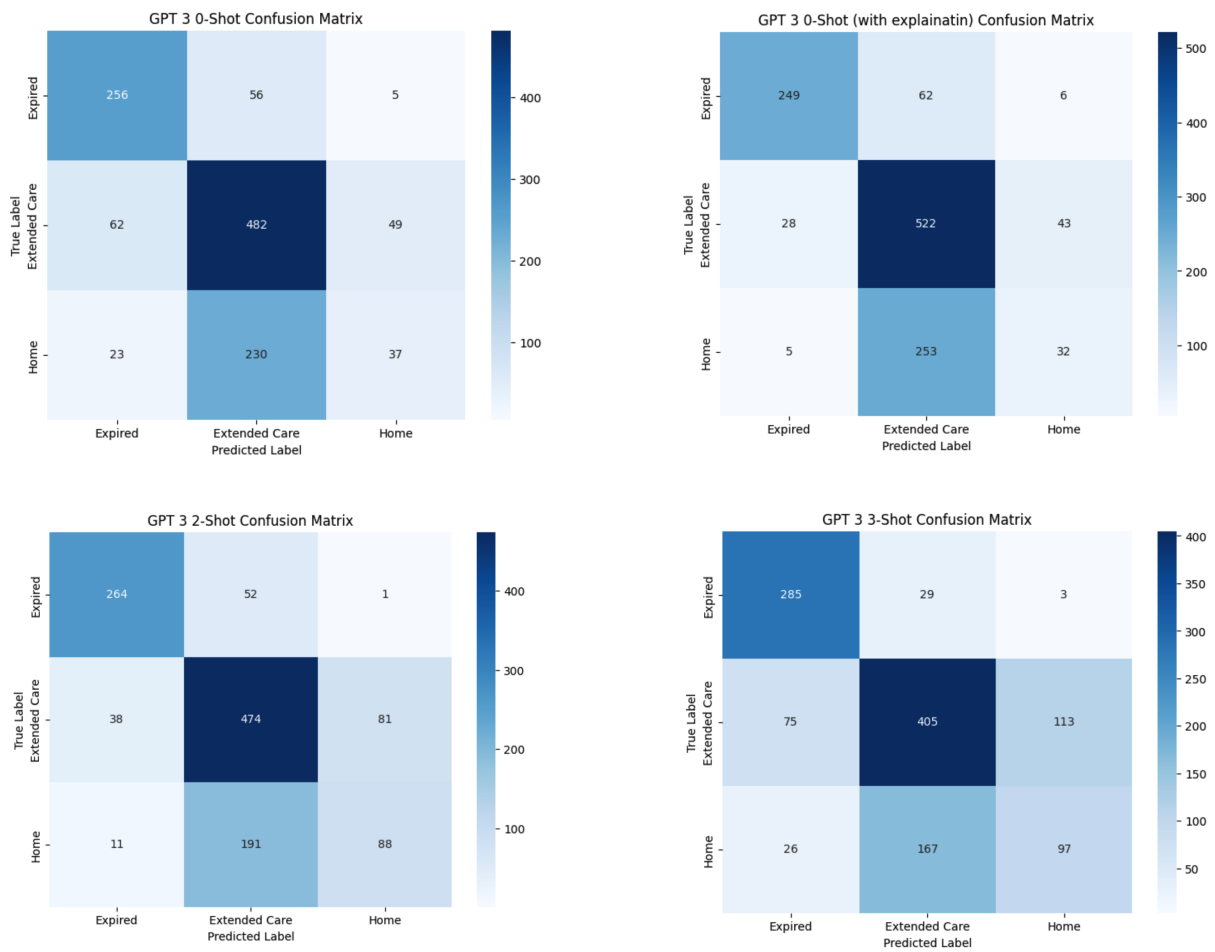 GPT 3 0-Shot Confusion Matrix
True Label
Expired
Extended Care
Home
256 56 5
62 482 49
23 230 37
Expired Extended Care Home
Predicted Label
400
300
200
100
GPT 3 0-Shot (with explainatin) Confusion Matrix
True Label
Expired
Extended Care
Home
249 62 6
28 522 43
5 253 32
Expired Extended Care Home
Predicted Label
500
400
300
200
100
GPT 3 2-Shot Confusion Matrix
True Label
Expired
Extended Care
Home
264 52 1
38 474 81
11 191 88
Expired Extended Care Home
Predicted Label
400
300
200
100
GPT 3 3-Shot Confusion Matrix
True Label
Expired
Extended Care
Home
285 29 3
75 405 113
26 167 97
Expired Extended Care Home
Predicted Label
400
350
300
250
200
150
100
50